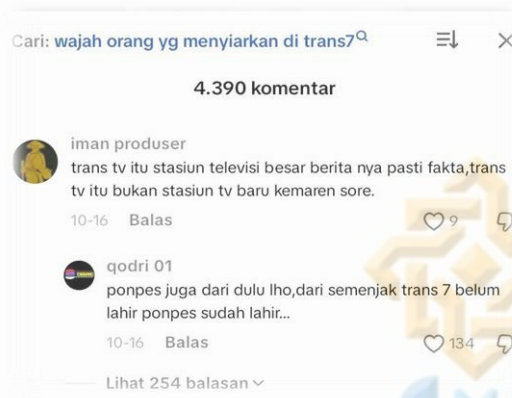 Cari: wajah orang yg menyiarkan di trans7
4.390 komentar
iman produser
trans tv itu stasiun televisi besar berita nya pasti fakta,trans
tv itu bukan stasiun tv baru kemaren sore.
10-16 Balas 9
qodri 01
ponpes juga dari dulu lho,dari semenjak trans 7 belum
lahir ponpes sudah lahir...
10-16 Balas 134
Lihat 254 balasan